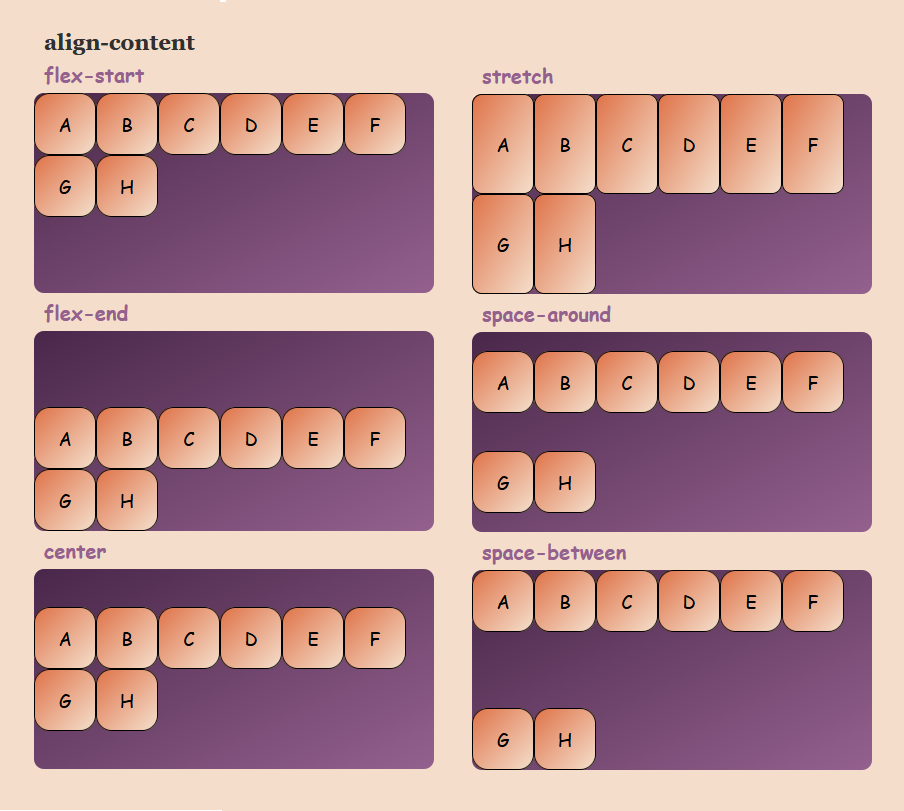 align-content
flex-start
A B C D E F
G H
stretch
A B C D E F
G H
flex-end
A B C D E F
G H
space-around
A B C D E F
G H
center
A B C D E F
G H
space-between
A B C D E F
G H